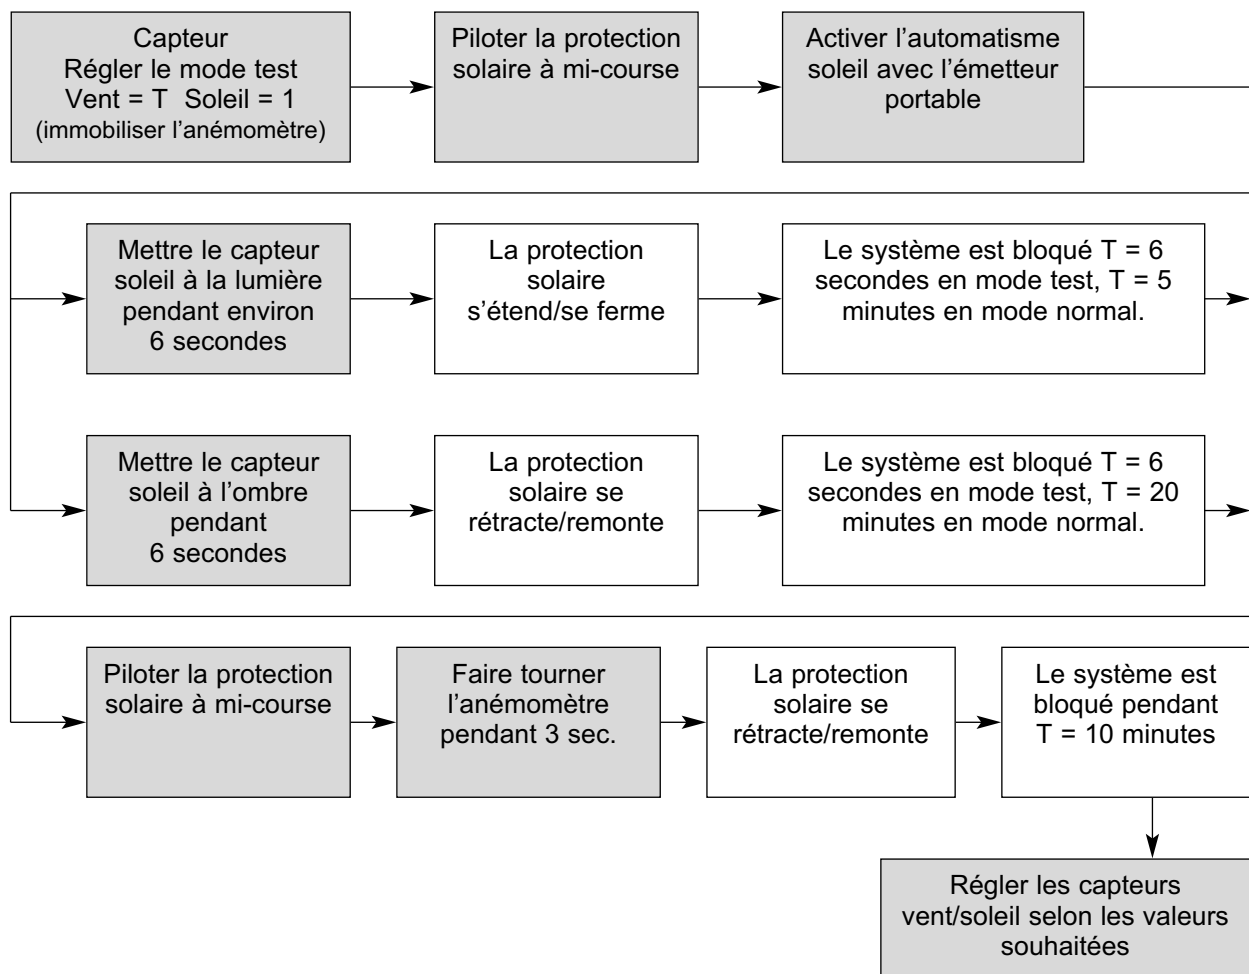 Capteur
Régler le mode test
Vent = T  Soleil = 1
(immobiliser l’anémomètre)
Piloter la protection
solaire à mi-course
Activer l’automatisme
soleil avec l’émetteur
portable
Mettre le capteur
soleil à la lumière
pendant environ
6 secondes
La protection
solaire
s’étend/se ferme
Le système est bloqué T = 6
secondes en mode test, T = 5
minutes en mode normal.
Mettre le capteur
soleil à l’ombre
pendant
6 secondes
La protection
solaire se
rétracte/remonte
Le système est bloqué T = 6
secondes en mode test, T = 20
minutes en mode normal.
Piloter la protection
solaire à mi-course
Faire tourner
l’anémomètre
pendant 3 sec.
La protection
solaire se
rétracte/remonte
Le système est
bloqué pendant
T = 10 minutes
Régler les capteurs
vent/soleil selon les valeurs
souhaitées